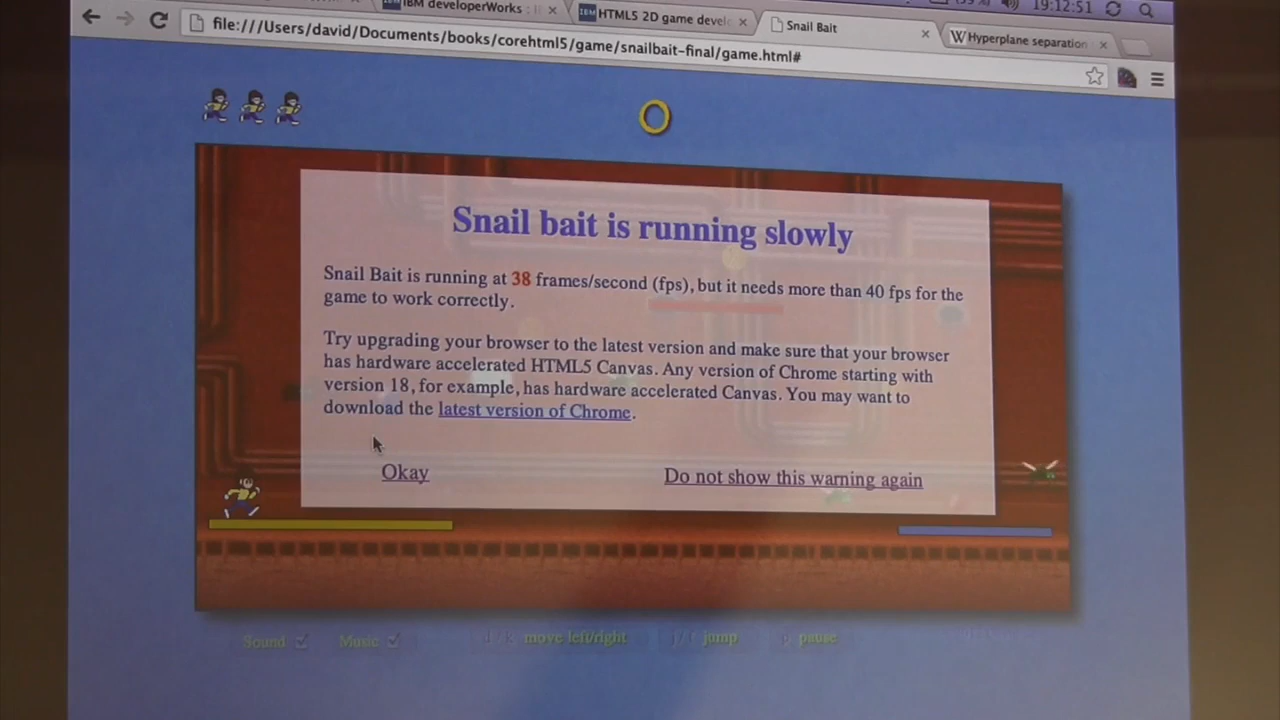 IBM developerWorks :
HTML5 2D game devel
Snail Bait
W Hyperplane separation
19:12:51
file:///Users/david/Documents/books/corehtml5/game/snailbait-final/game.html#
0
Snail bait is running slowly
Snail Bait is running at 38 frames/second (fps), but it needs more than 40 fps for the
game to work correctly.
Try upgrading your browser to the latest version and make sure that your browser
has hardware accelerated HTML5 Canvas. Any version of Chrome starting with
version 18, for example, has hardware accelerated Canvas. You may want to
download the latest version of Chrome.
Okay
Do not show this warning again
Sound Music move left/right jump p pause